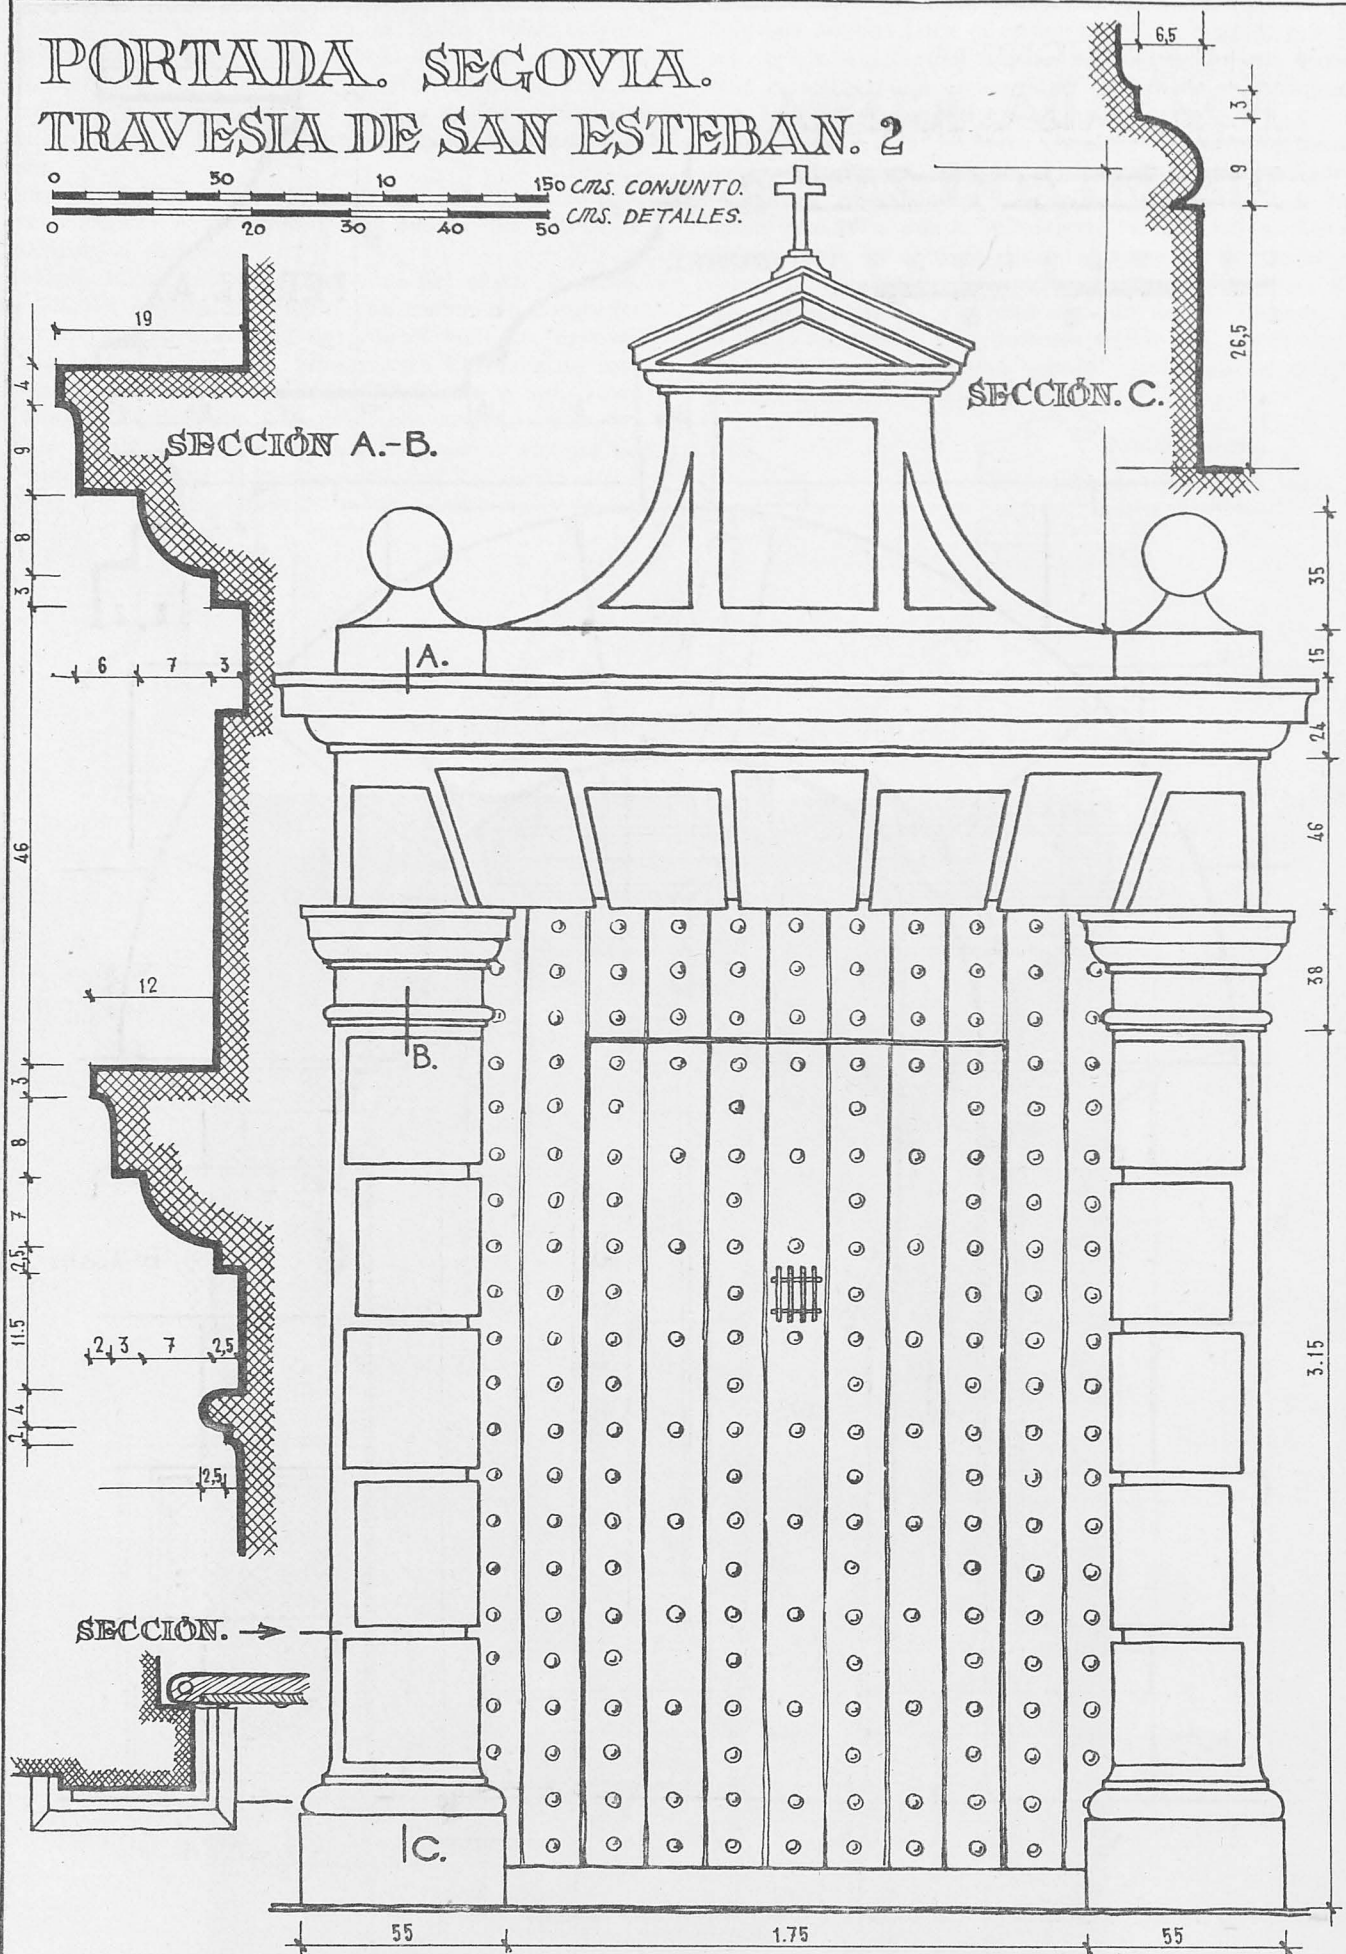 PORTADA. SEGOVIA.
TRAVESIA DE SAN ESTEBAN. 2
0 50 10 150 CMS. CONJUNTO.
0 20 30 40 50 CMS. DETALLES.
6,5
3
9
26,5
SECCIÓN. C.
19
4
9
8
3
SECCIÓN A.-B.
6 7 3
46
12
3
8
7
2,5
11.5
2 3 7 2,5
4
2
2,5
A.
B.
35
15
24
46
38
3.15
SECCIÓN.
C.
55 1.75 55